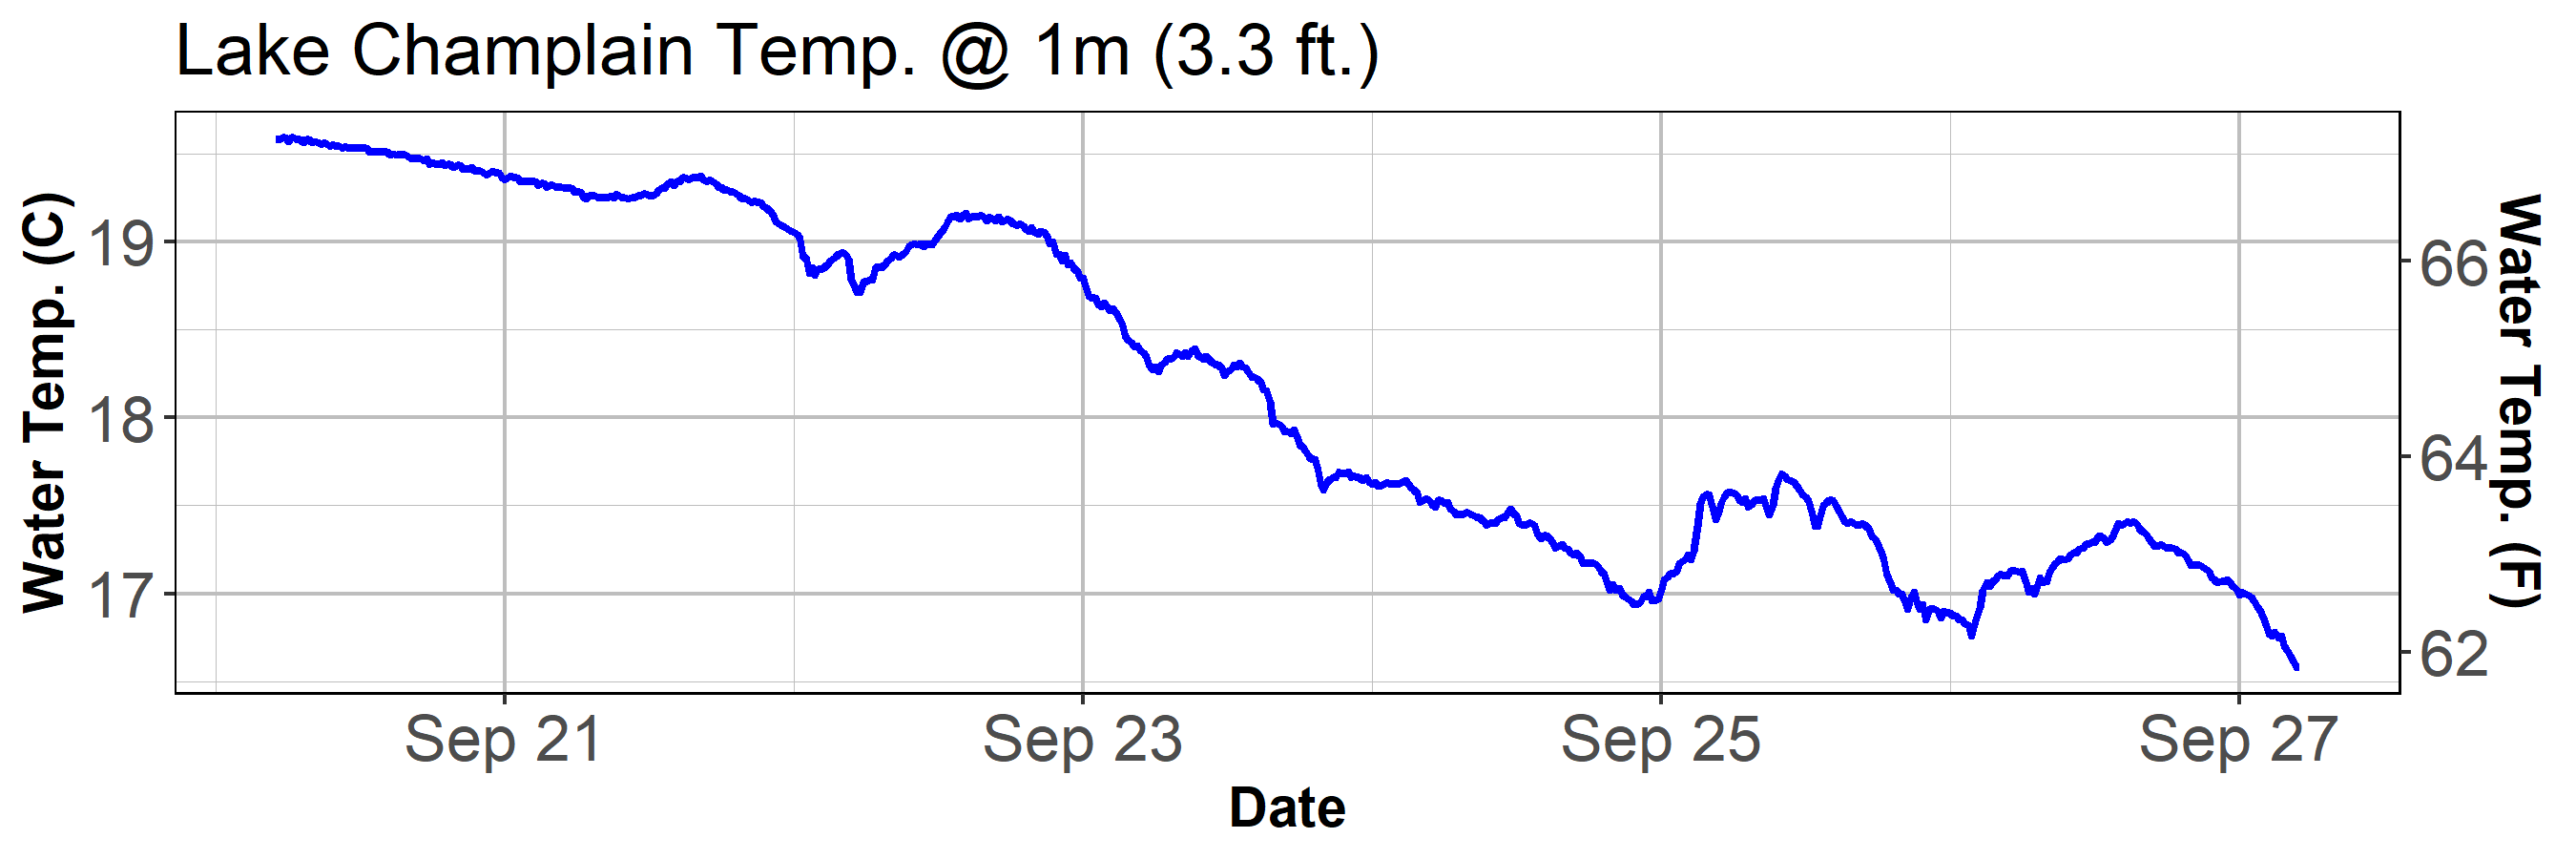 Lake Champlain Temp. @ 1m (3.3 ft.)
Water Temp. (C)
19
18
17
66
64
62
Water Temp. (F)
Sep 21
Sep 23
Sep 25
Sep 27
Date